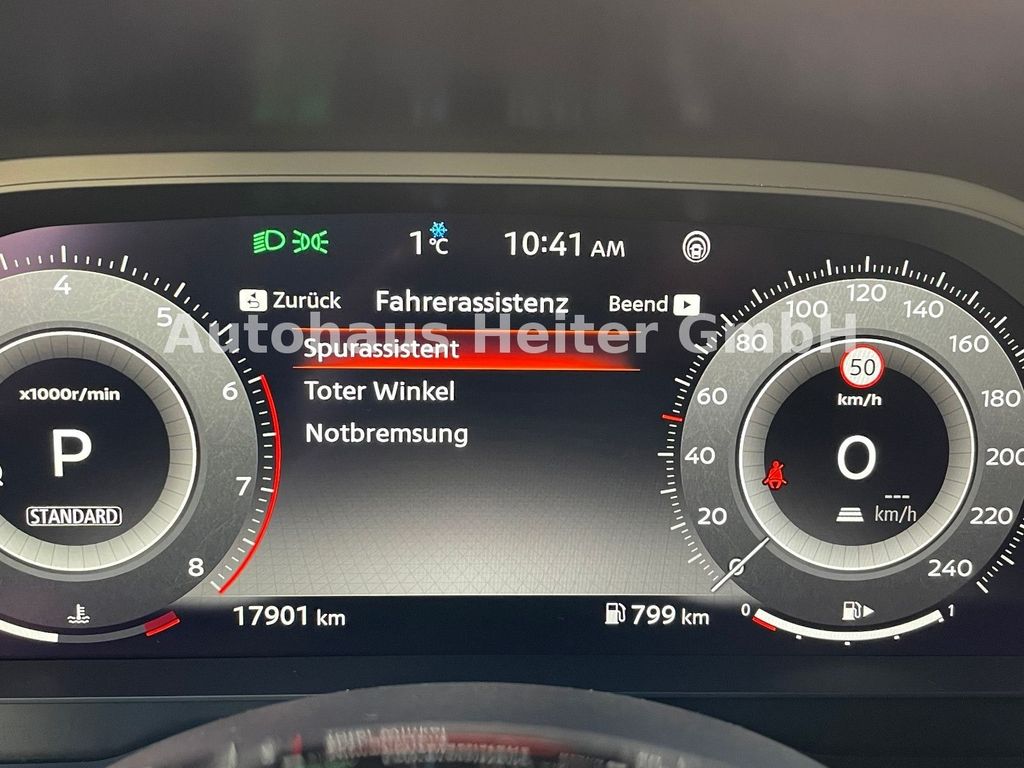 1 °C 10:41 AM
Zurück Fahrerassistenz Beend
Autohaus Heiter GmbH
Spurassistent
Toter Winkel
Notbremsung
4
5
6
7
8
x1000r/min
P
STANDARD
0
20
40
60
80
100
120
140
160
180
200
220
240
50
km/h
0
--- km/h
17901 km
799 km
0 1